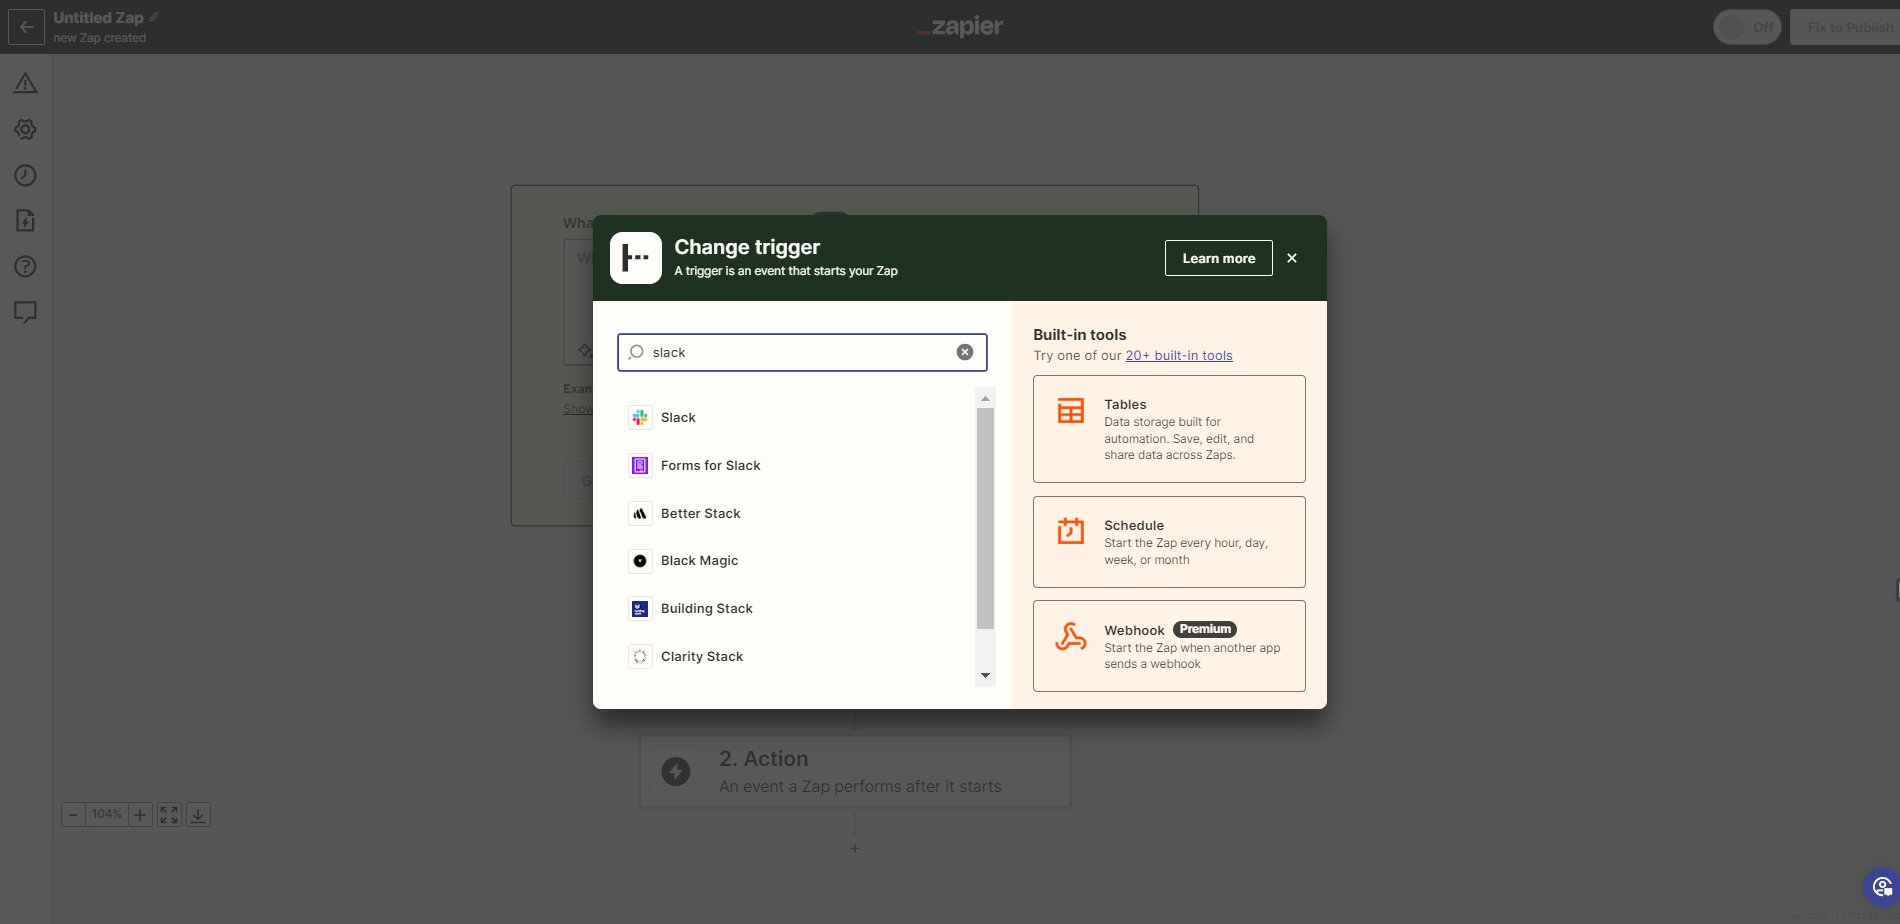 Untitled Zap
new Zap created
zapier
Off
Fix to Publish
Change trigger
A trigger is an event that starts your Zap
Learn more
slack
Slack
Forms for Slack
Better Stack
Black Magic
Building Stack
Clarity Stack
Built-in tools
Try one of our 20+ built-in tools
Tables
Data storage built for
automation. Save, edit, and
share data across Zaps.
Schedule
Start the Zap every hour, day,
week, or month
Webhook Premium
Start the Zap when another app
sends a webhook
2. Action
An event a Zap performs after it starts
104%